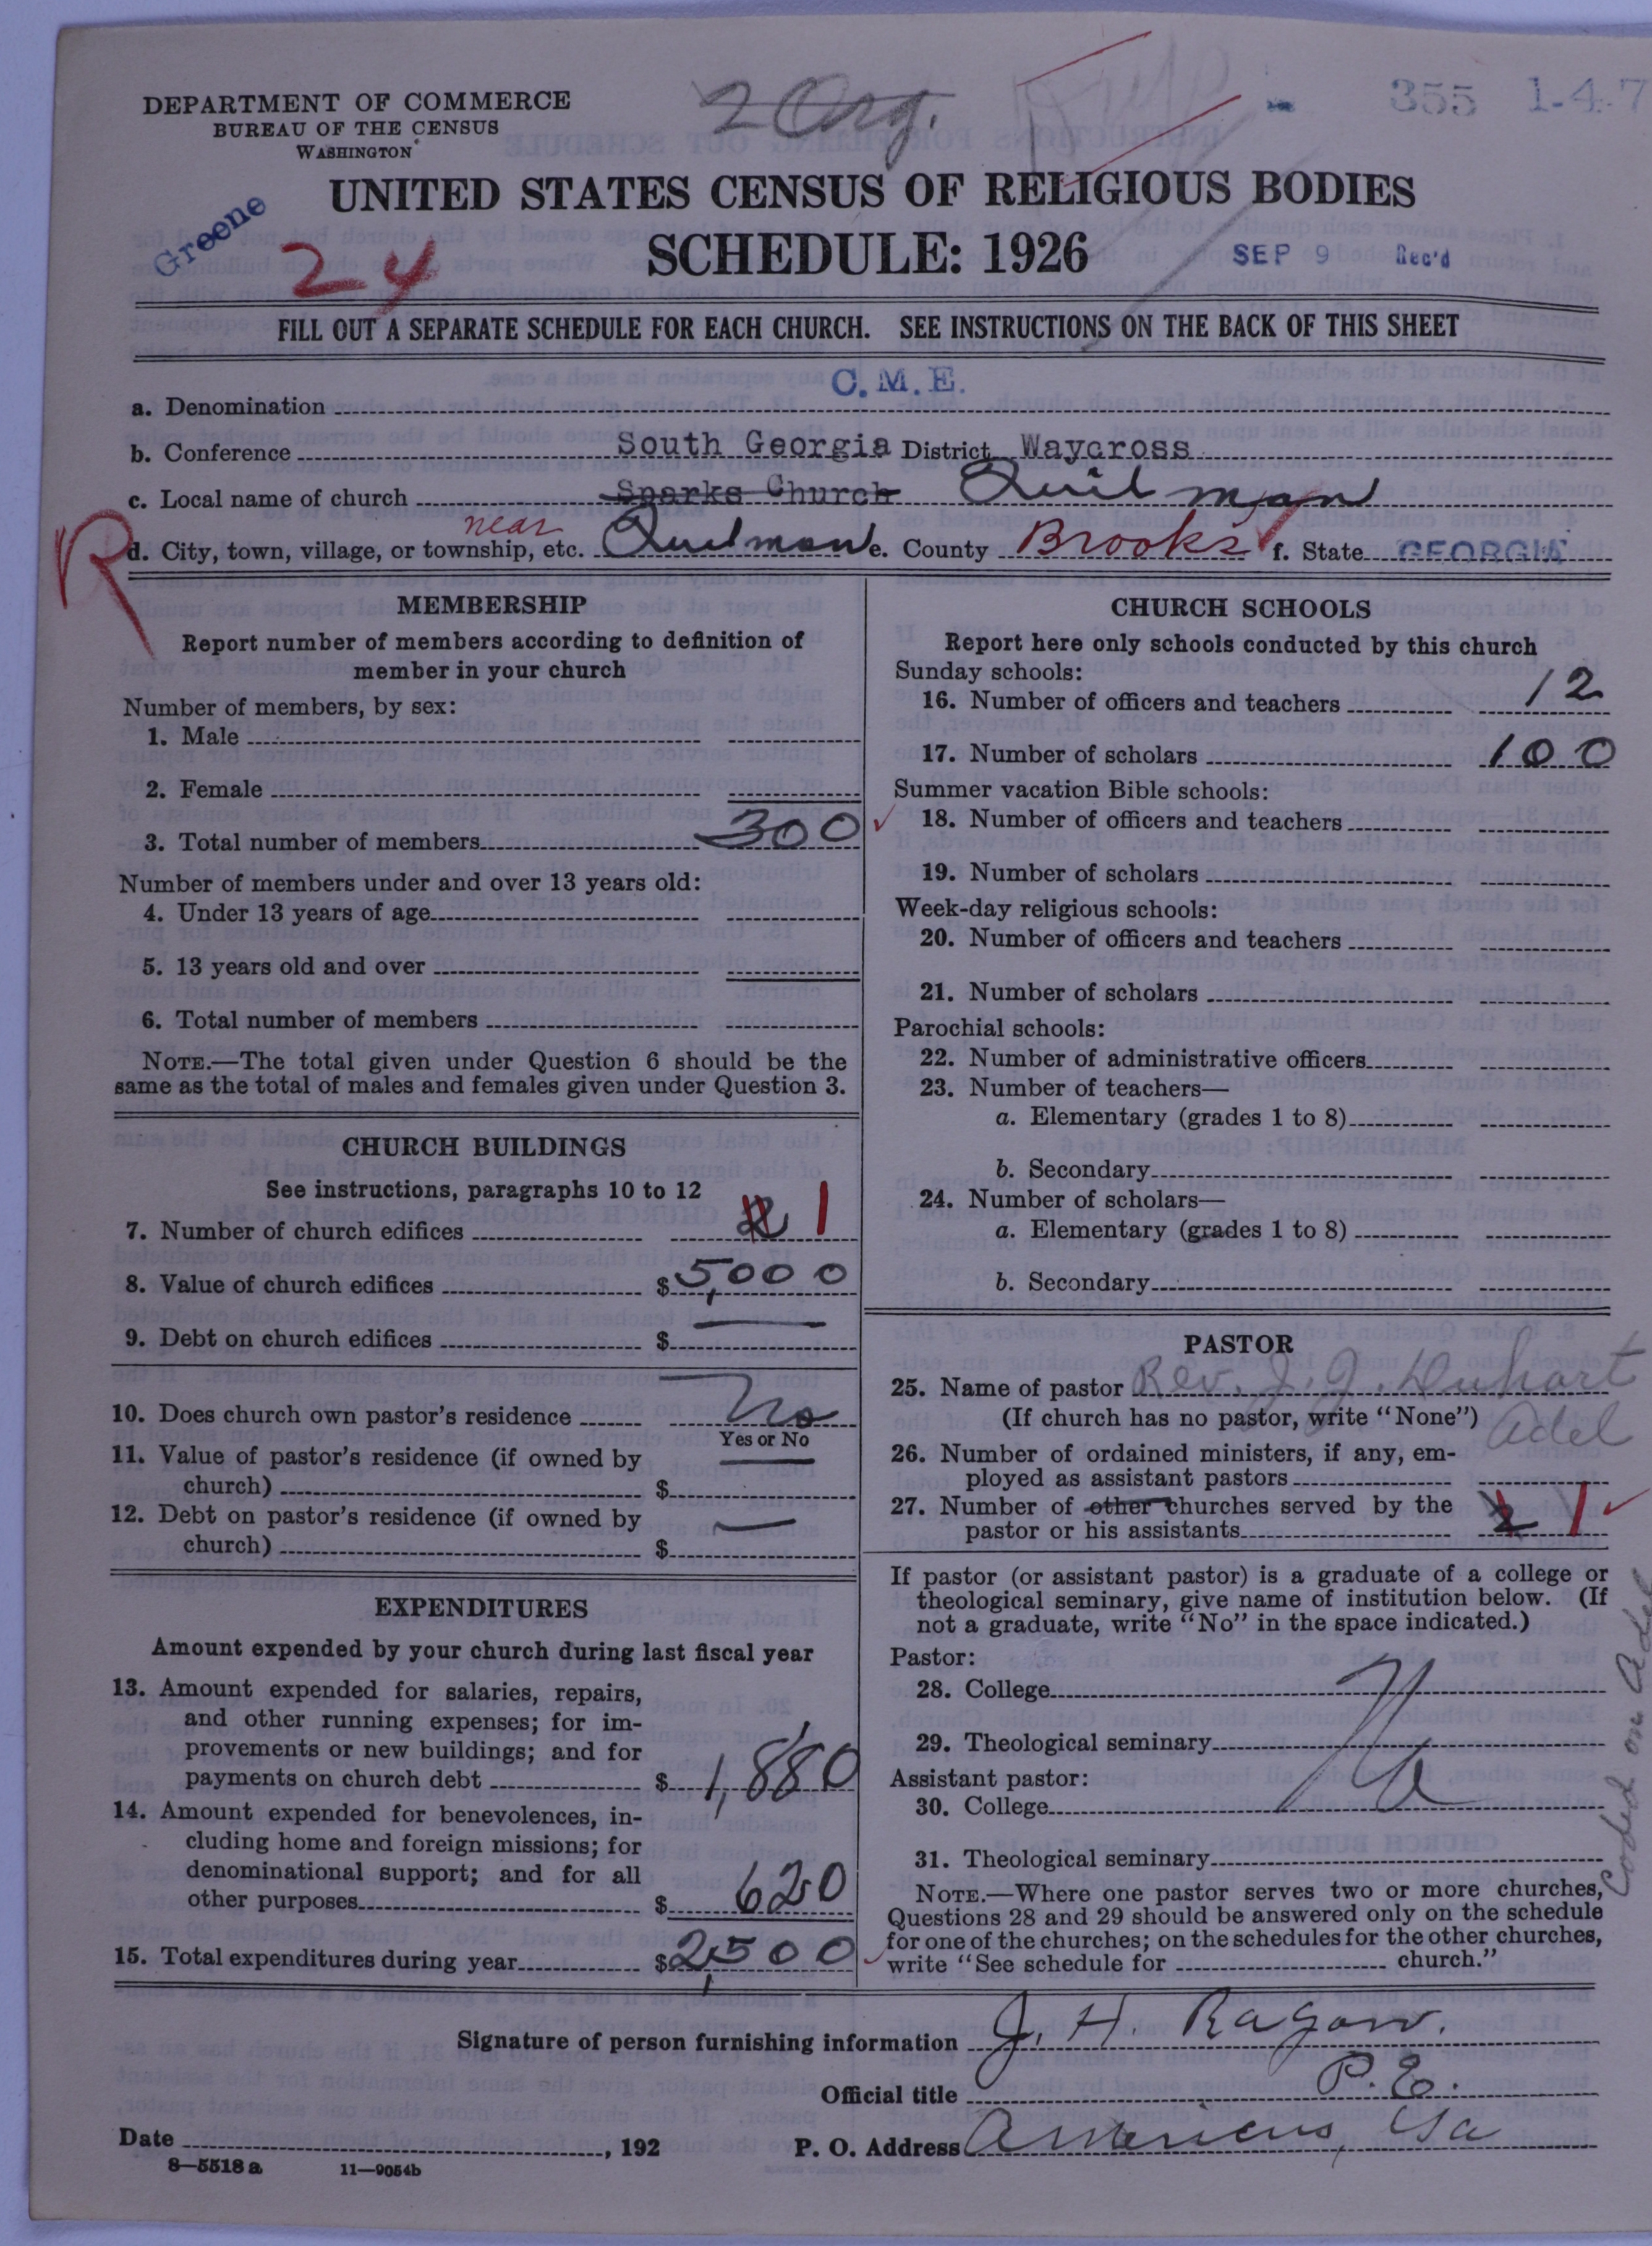 DEPARTMENT OF COMMERCE
BUREAU OF THE CENSUS
WASHINGTON
2 Org.
355 1-4-7
Greene
24
UNITED STATES CENSUS OF RELIGIOUS BODIES
SCHEDULE: 1926
SEP 9 Rec'd
FILL OUT A SEPARATE SCHEDULE FOR EACH CHURCH. SEE INSTRUCTIONS ON THE BACK OF THIS SHEET
a. Denomination C. M. E.
b. Conference South Georgia District Waycross
c. Local name of church Sparks Church Quitman
R
near
d. City, town, village, or township, etc. Quitman e. County Brooks f. State GEORGIA
MEMBERSHIP
Report number of members according to definition of
member in your church
Number of members, by sex:
1. Male
2. Female
3. Total number of members 300
Number of members under and over 13 years old:
4. Under 13 years of age
5. 13 years old and over
6. Total number of members
NOTE.—The total given under Question 6 should be the
same as the total of males and females given under Question 3.
CHURCH BUILDINGS
See instructions, paragraphs 10 to 12
7. Number of church edifices 2 1
8. Value of church edifices $5,000
9. Debt on church edifices $ —
10. Does church own pastor's residence No
Yes or No
11. Value of pastor's residence (if owned by
church) $ —
12. Debt on pastor's residence (if owned by
church) $ —
EXPENDITURES
Amount expended by your church during last fiscal year
13. Amount expended for salaries, repairs,
and other running expenses; for im-
provements or new buildings; and for
payments on church debt $ 1,880
14. Amount expended for benevolences, in-
cluding home and foreign missions; for
denominational support; and for all
other purposes $ 620
15. Total expenditures during year $2,500
CHURCH SCHOOLS
Report here only schools conducted by this church
Sunday schools:
16. Number of officers and teachers 12
17. Number of scholars 100
Summer vacation Bible schools:
18. Number of officers and teachers
19. Number of scholars
Week-day religious schools:
20. Number of officers and teachers
21. Number of scholars
Parochial schools:
22. Number of administrative officers
23. Number of teachers—
a. Elementary (grades 1 to 8)
b. Secondary
24. Number of scholars—
a. Elementary (grades 1 to 8)
b. Secondary
PASTOR
25. Name of pastor Rev. J. J. Duhart
(If church has no pastor, write "None") Adel
26. Number of ordained ministers, if any, em-
ployed as assistant pastors
27. Number of other churches served by the
pastor or his assistants 2 1
If pastor (or assistant pastor) is a graduate of a college or
theological seminary, give name of institution below. (If
not a graduate, write "No" in the space indicated.)
Pastor:
28. College
29. Theological seminary
Assistant pastor:
30. College
31. Theological seminary
NOTE.—Where one pastor serves two or more churches,
Questions 28 and 29 should be answered only on the schedule
for one of the churches; on the schedules for the other churches,
write "See schedule for church."
Coded on Adel
Signature of person furnishing information J. H. Ragan.
Official title P. E.
Date , 192 P. O. Address Americus, Ga
8—5518 a 11—9054b